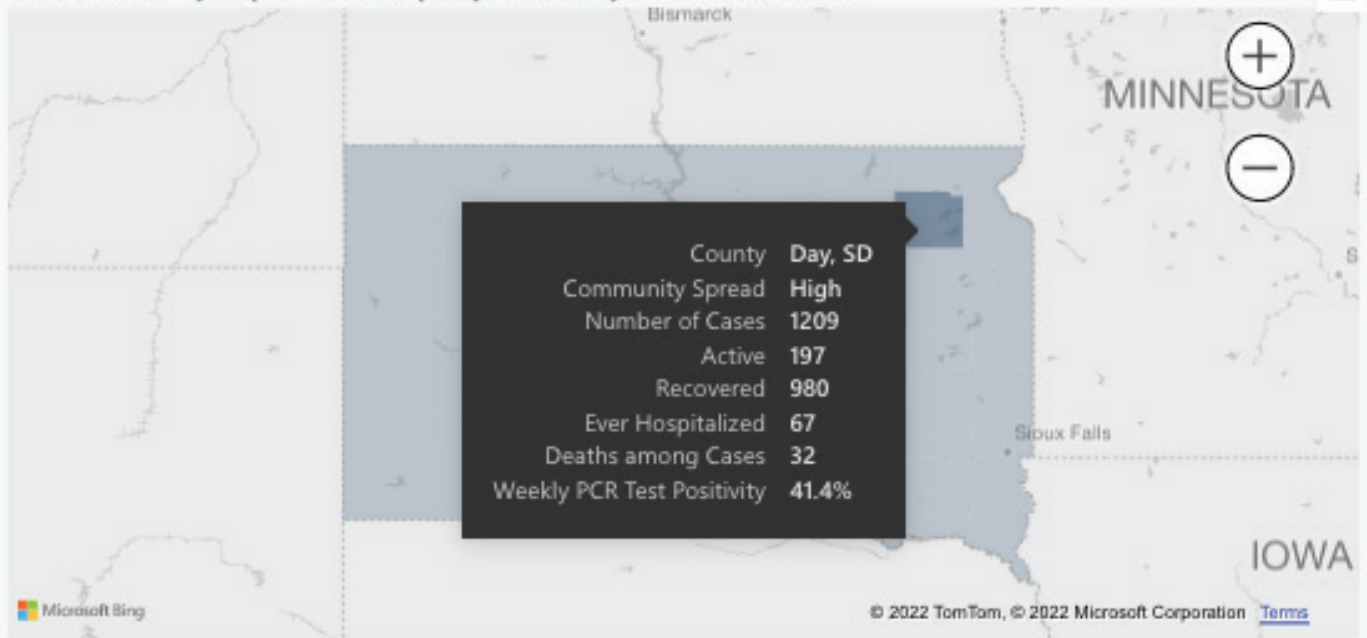 Bismarck
MINNESOTA
County Day, SD
Community Spread High
Number of Cases 1209
Active 197
Recovered 980
Ever Hospitalized 67
Deaths among Cases 32
Weekly PCR Test Positivity 41.4%
Sioux Falls
IOWA
Microsoft Bing
© 2022 TomTom, © 2022 Microsoft Corporation Terms